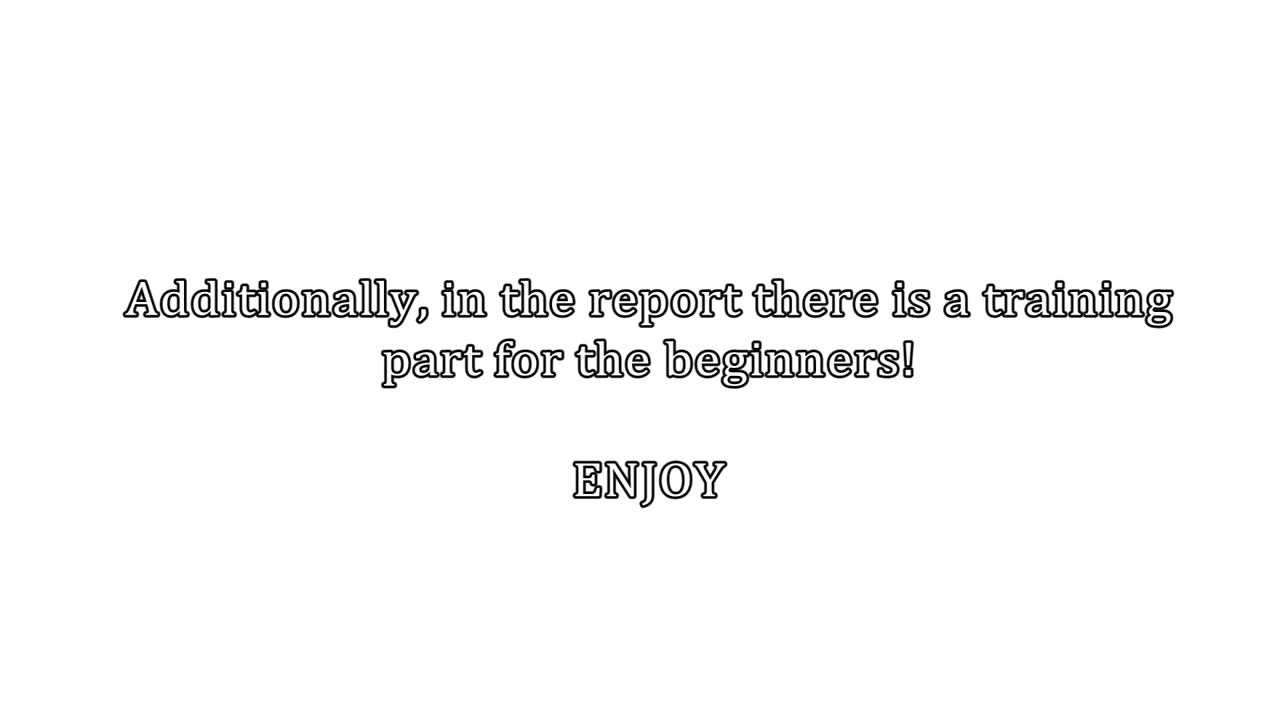 Additionally, in the report there is a training
part for the beginners!
ENJOY